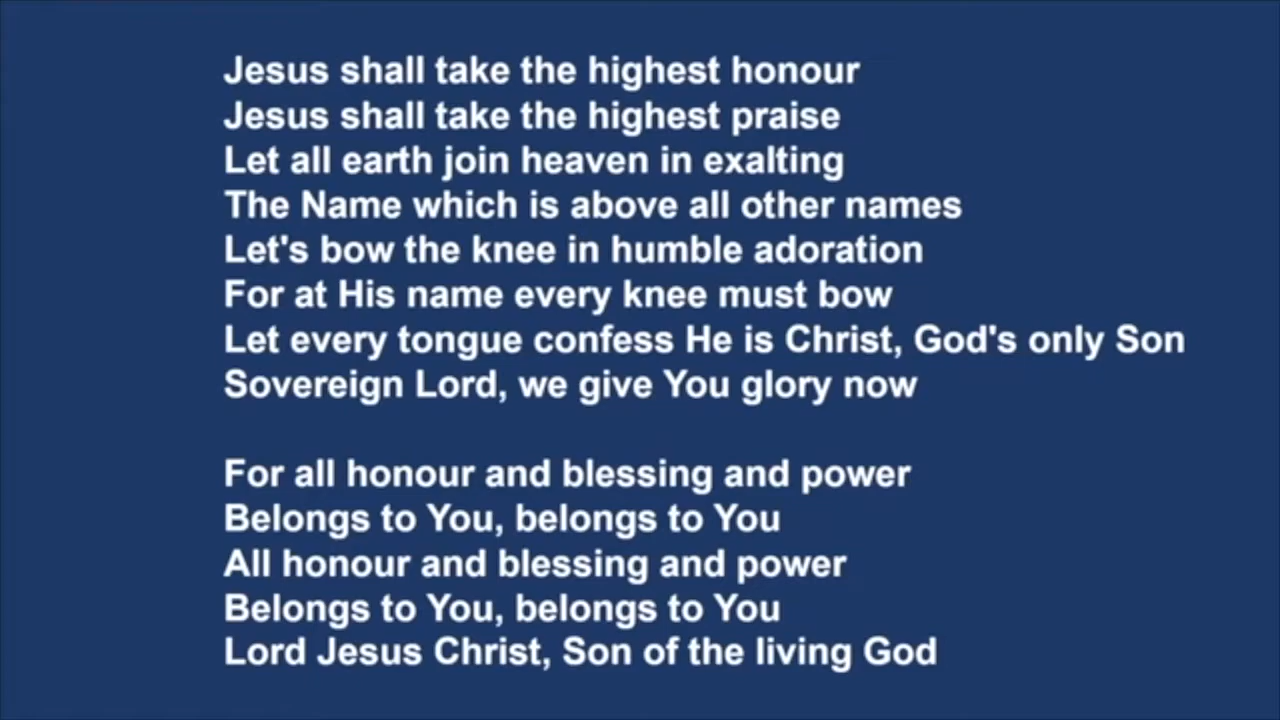 Jesus shall take the highest honour
Jesus shall take the highest praise
Let all earth join heaven in exalting
The Name which is above all other names
Let's bow the knee in humble adoration
For at His name every knee must bow
Let every tongue confess He is Christ, God's only Son
Sovereign Lord, we give You glory now

For all honour and blessing and power
Belongs to You, belongs to You
All honour and blessing and power
Belongs to You, belongs to You
Lord Jesus Christ, Son of the living God